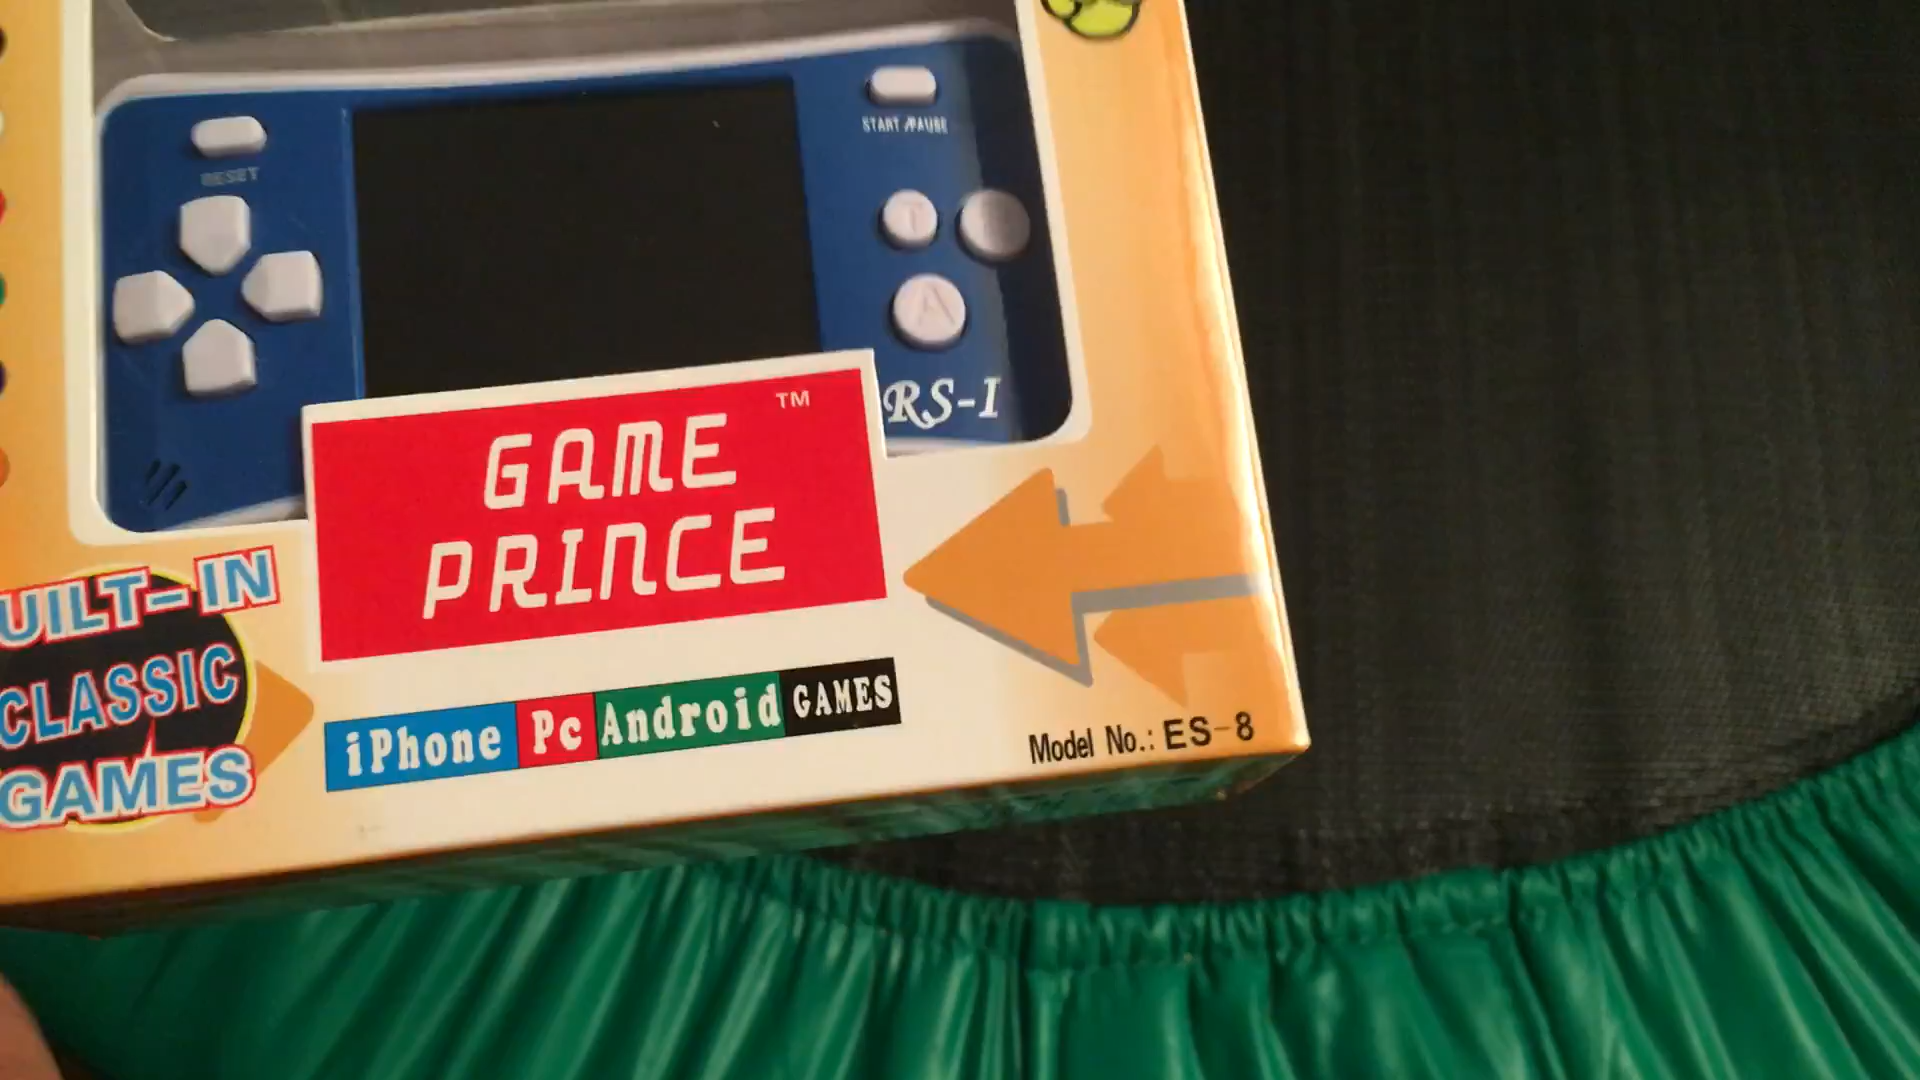 RESET
START/PAUSE
T
A
RS-1
GAME
PRINCE
TM
UILT-IN
CLASSIC
GAMES
iPhone Pc Android GAMES
Model No.: ES-8